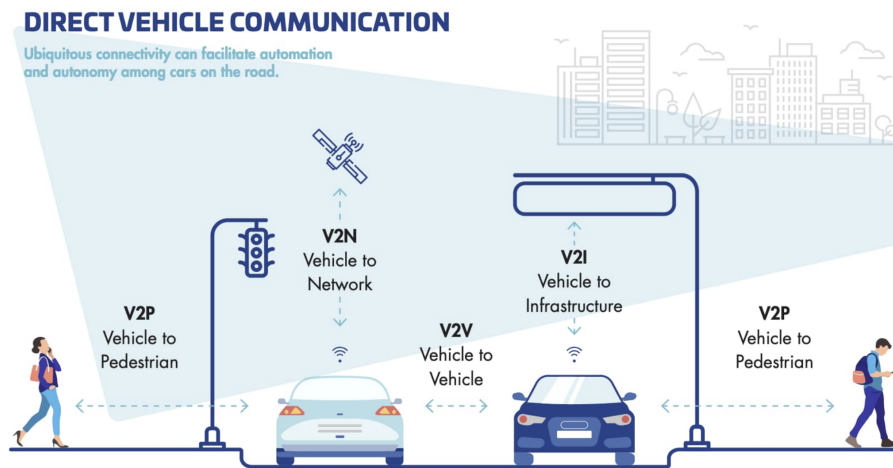 DIRECT VEHICLE COMMUNICATION
Ubiquitous connectivity can facilitate automation
and autonomy among cars on the road.
V2N
Vehicle to
Network
V2I
Vehicle to
Infrastructure
V2P
Vehicle to
Pedestrian
V2V
Vehicle to
Vehicle
V2P
Vehicle to
Pedestrian